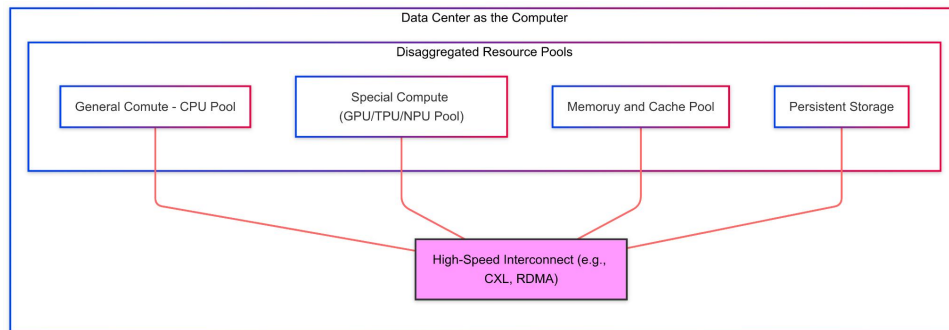 Data Center as the Computer
Disaggregated Resource Pools
General Comute - CPU Pool
Special Compute
(GPU/TPU/NPU Pool)
Memoruy and Cache Pool
Persistent Storage
High-Speed Interconnect (e.g.,
CXL, RDMA)